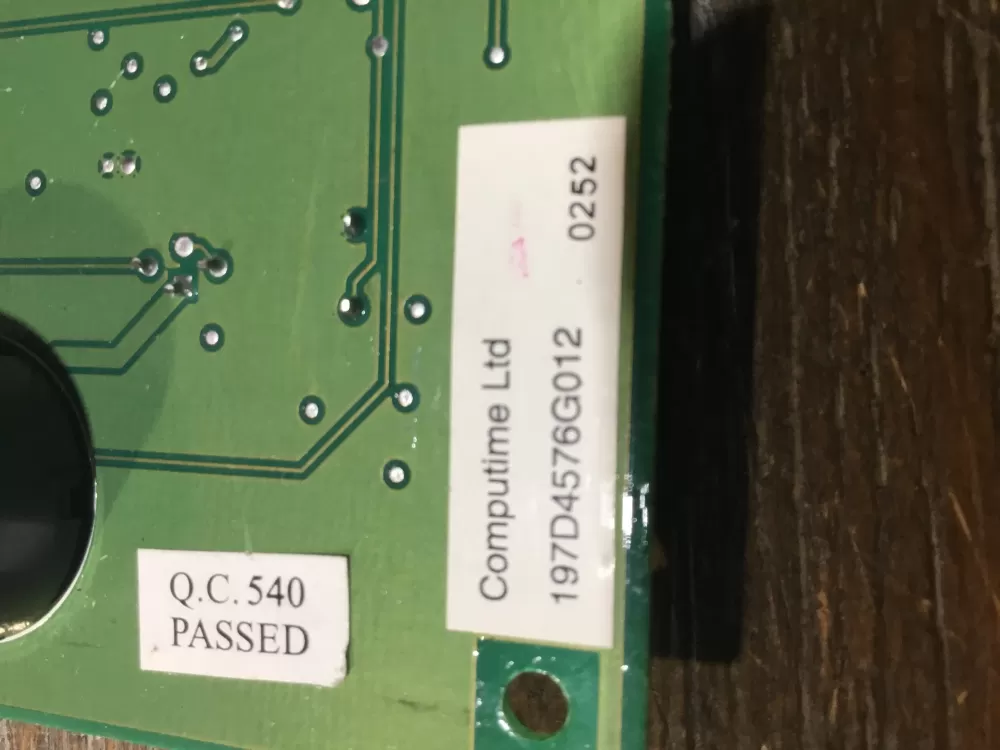 Computime Ltd
197D4576G012 0252
Q.C. 540
PASSED